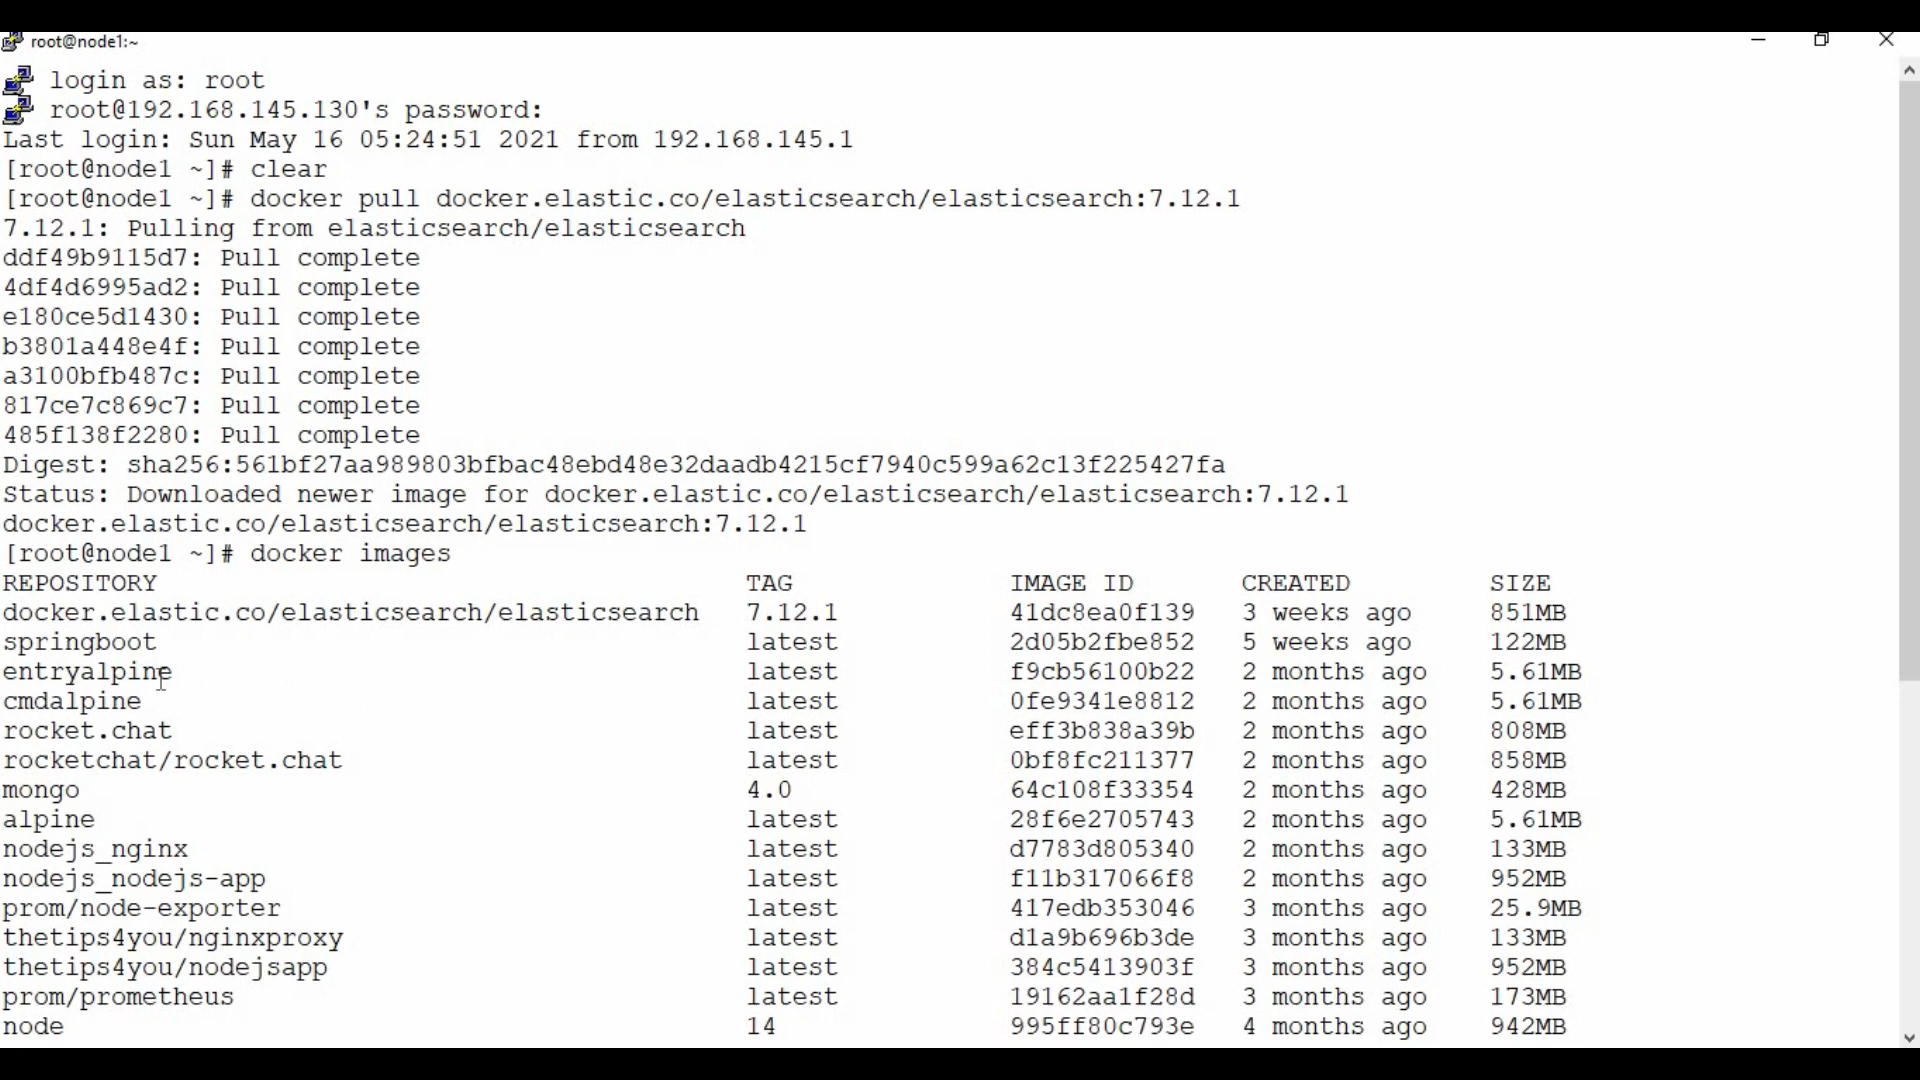 root@node1:~
login as: root
root@192.168.145.130's password:
Last login: Sun May 16 05:24:51 2021 from 192.168.145.1
[root@node1 ~]# clear
[root@node1 ~]# docker pull docker.elastic.co/elasticsearch/elasticsearch:7.12.1
7.12.1: Pulling from elasticsearch/elasticsearch
ddf49b9115d7: Pull complete
4df4d6995ad2: Pull complete
e180ce5d1430: Pull complete
b3801a448e4f: Pull complete
a3100bfb487c: Pull complete
817ce7c869c7: Pull complete
485f138f2280: Pull complete
Digest: sha256:561bf27aa989803bfbac48ebd48e32daadb4215cf7940c599a62c13f225427fa
Status: Downloaded newer image for docker.elastic.co/elasticsearch/elasticsearch:7.12.1
docker.elastic.co/elasticsearch/elasticsearch:7.12.1
[root@node1 ~]# docker images
REPOSITORY TAG IMAGE ID CREATED SIZE
docker.elastic.co/elasticsearch/elasticsearch 7.12.1 41dc8ea0f139 3 weeks ago 851MB
springboot latest 2d05b2fbe852 5 weeks ago 122MB
entryalpine latest f9cb56100b22 2 months ago 5.61MB
cmdalpine latest 0fe9341e8812 2 months ago 5.61MB
rocket.chat latest eff3b838a39b 2 months ago 808MB
rocketchat/rocket.chat latest 0bf8fc211377 2 months ago 858MB
mongo 4.0 64c108f33354 2 months ago 428MB
alpine latest 28f6e2705743 2 months ago 5.61MB
nodejs_nginx latest d7783d805340 2 months ago 133MB
nodejs_nodejs-app latest f11b317066f8 2 months ago 952MB
prom/node-exporter latest 417edb353046 3 months ago 25.9MB
thetips4you/nginxproxy latest d1a9b696b3de 3 months ago 133MB
thetips4you/nodejsapp latest 384c5413903f 3 months ago 952MB
prom/prometheus latest 19162aa1f28d 3 months ago 173MB
node 14 995ff80c793e 4 months ago 942MB